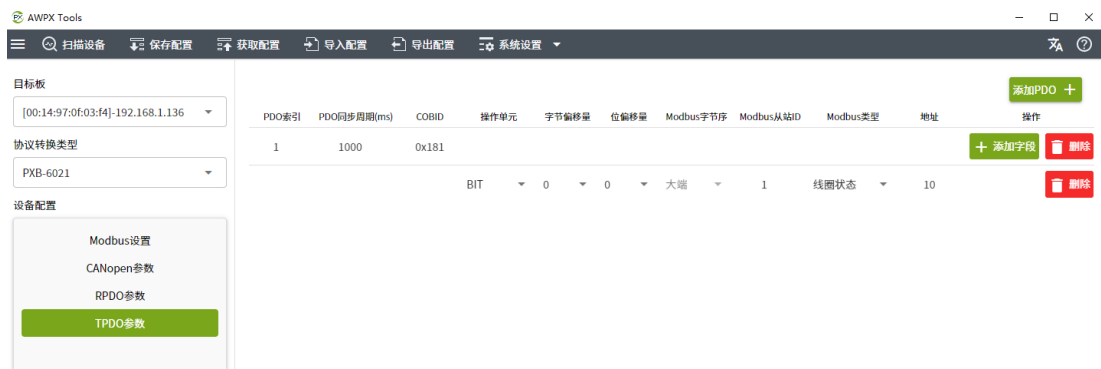 AWPX Tools
扫描设备 保存配置 获取配置 导入配置 导出配置 系统设置
目标板
[00:14:97:0f:03:f4]-192.168.1.136
协议转换类型
PXB-6021
设备配置
Modbus设置
CANopen参数
RPDO参数
TPDO参数
添加PDO
PDO索引 PDO同步周期(ms) COBID 操作单元 字节偏移量 位偏移量 Modbus字节序 Modbus从站ID Modbus类型 地址 操作
1 1000 0x181 添加字段 删除
BIT 0 0 大端 1 线圈状态 10 删除